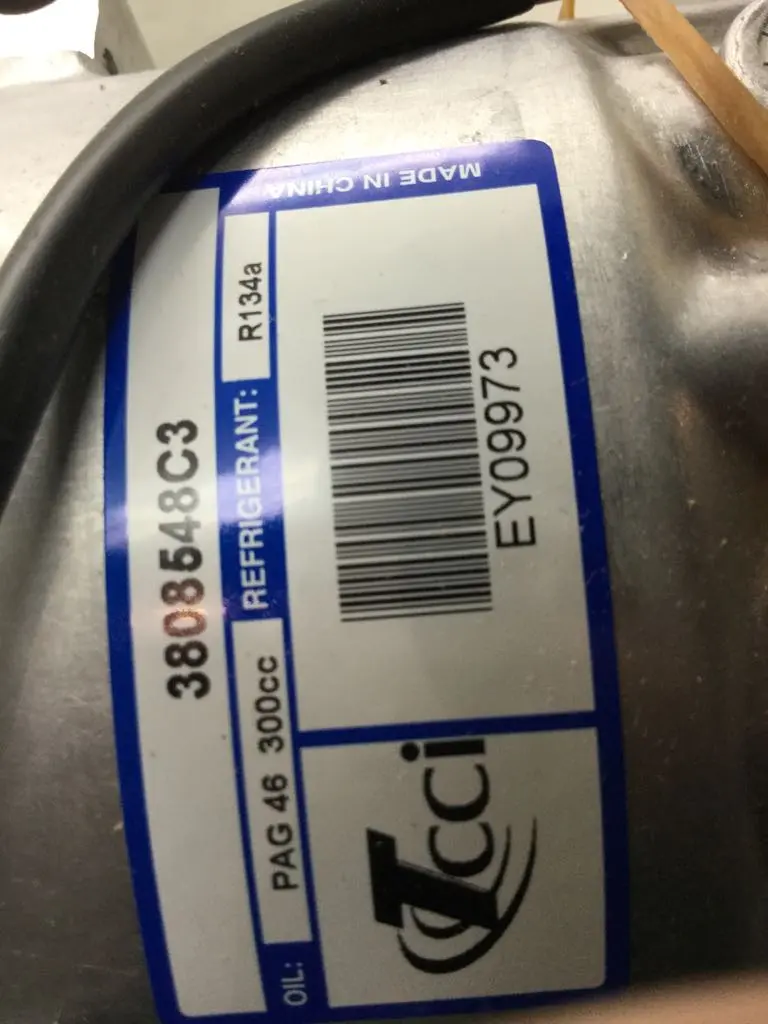 3808548C3
OIL: PAG 46 300cc REFRIGERANT: R134a
Tcci
EY09973
MADE IN CHINA